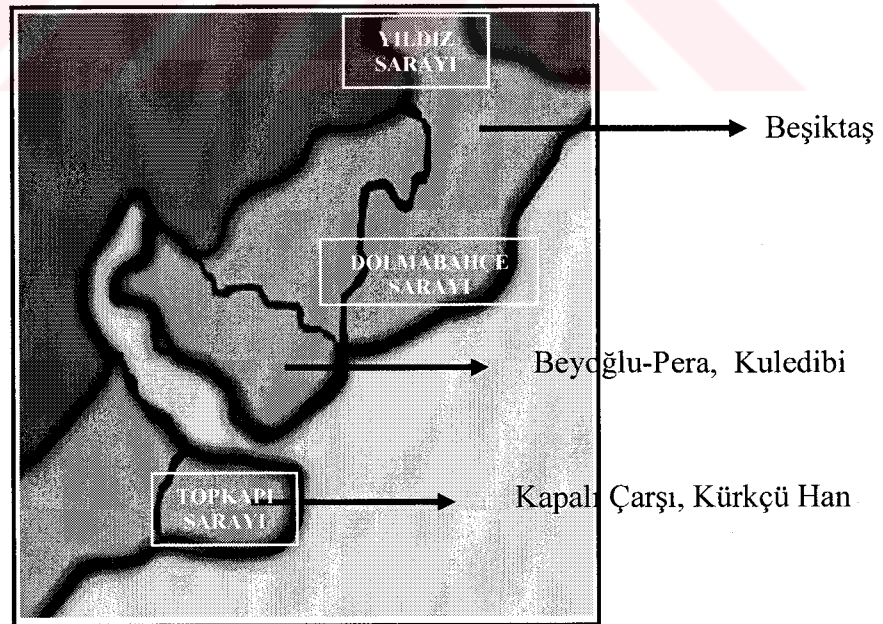 YILDIZ
SARAYI
Beşiktaş
DOLMABAHÇE
SARAYI
Beyoğlu-Pera, Kuledibi
TOPKAPI
SARAYI
Kapalı Çarşı, Kürkçü Han